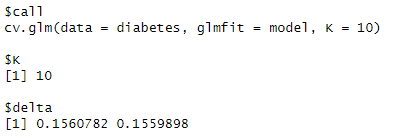 $call
cv.glm(data = diabetes, glmfit = model, K = 10)
$K
[1] 10
$delta
[1] 0.1560782 0.1559898